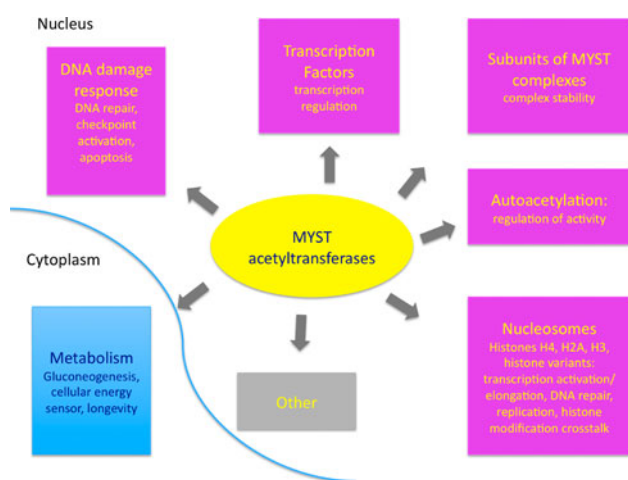 Nucleus
DNA damage
response
DNA repair,
checkpoint
activation,
apoptosis
Transcription
Factors
transcription
regulation
Subunits of MYST
complexes
complex stability
MYST
acetyltransferases
Autoacetylation:
regulation of activity
Cytoplasm
Metabolism
Gluconeogenesis,
cellular energy
sensor, longevity
Other
Nucleosomes
Histones H4, H2A, H3,
histone variants:
transcription activation/
elongation, DNA repair,
replication, histone
modification crosstalk